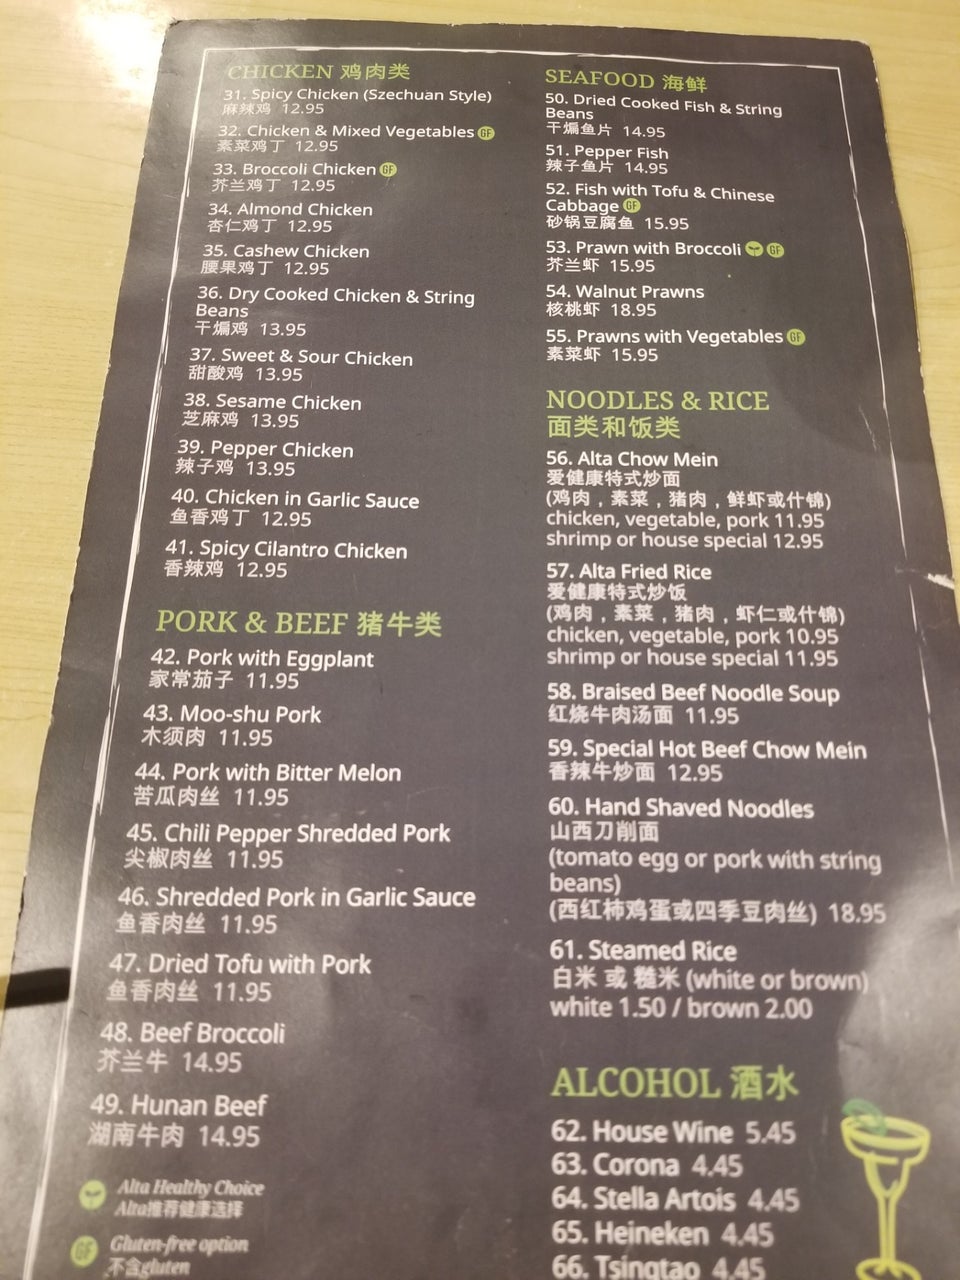 CHICKEN 鸡肉类
31. Spicy Chicken (Szechuan Style)
麻辣鸡 12.95
32. Chicken & Mixed Vegetables GF
素菜鸡丁 12.95
33. Broccoli Chicken GF
芥兰鸡丁 12.95
34. Almond Chicken
杏仁鸡丁 12.95
35. Cashew Chicken
腰果鸡丁 12.95
36. Dry Cooked Chicken & String
Beans
干煸鸡 13.95
37. Sweet & Sour Chicken
甜酸鸡 13.95
38. Sesame Chicken
芝麻鸡 13.95
39. Pepper Chicken
辣子鸡 13.95
40. Chicken in Garlic Sauce
鱼香鸡丁 12.95
41. Spicy Cilantro Chicken
香辣鸡 12.95
PORK & BEEF 猪牛类
42. Pork with Eggplant
家常茄子 11.95
43. Moo-shu Pork
木须肉 11.95
44. Pork with Bitter Melon
苦瓜肉丝 11.95
45. Chili Pepper Shredded Pork
尖椒肉丝 11.95
46. Shredded Pork in Garlic Sauce
鱼香肉丝 11.95
47. Dried Tofu with Pork
鱼香肉丝 11.95
48. Beef Broccoli
芥兰牛 14.95
49. Hunan Beef
湖南牛肉 14.95
Alta Healthy Choice
Alta推荐健康选择
GF Gluten-free option
不含gluten
SEAFOOD 海鲜
50. Dried Cooked Fish & String
Beans
干煸鱼片 14.95
51. Pepper Fish
辣子鱼片 14.95
52. Fish with Tofu & Chinese
Cabbage GF
砂锅豆腐鱼 15.95
53. Prawn with Broccoli GF
芥兰虾 15.95
54. Walnut Prawns
核桃虾 18.95
55. Prawns with Vegetables GF
素菜虾 15.95
NOODLES & RICE
面类和饭类
56. Alta Chow Mein
爱健康特式炒面
(鸡肉，素菜，猪肉，鲜虾或什锦)
chicken, vegetable, pork 11.95
shrimp or house special 12.95
57. Alta Fried Rice
爱健康特式炒饭
(鸡肉，素菜，猪肉，虾仁或什锦)
chicken, vegetable, pork 10.95
shrimp or house special 11.95
58. Braised Beef Noodle Soup
红烧牛肉汤面 11.95
59. Special Hot Beef Chow Mein
香辣牛炒面 12.95
60. Hand Shaved Noodles
山西刀削面
(tomato egg or pork with string
beans)
(西红柿鸡蛋或四季豆肉丝) 18.95
61. Steamed Rice
白米 或 糙米 (white or brown)
white 1.50 / brown 2.00
ALCOHOL 酒水
62. House Wine 5.45
63. Corona 4.45
64. Stella Artois 4.45
65. Heineken 4.45
66. Tsingtao 4.45